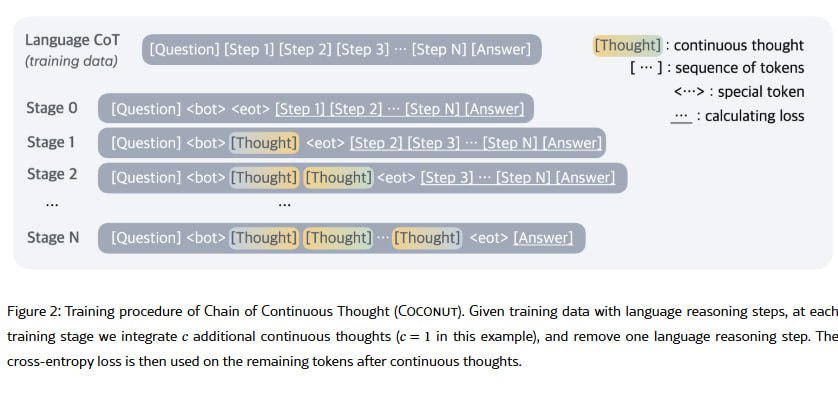 Language CoT
(training data)
[Question] [Step 1] [Step 2] [Step 3] ··· [Step N] [Answer]
[Thought] : continuous thought
[ ··· ] : sequence of tokens
<···> : special token
... : calculating loss
Stage 0 [Question] <bot> <eot> [Step 1] [Step 2] ··· [Step N] [Answer]
Stage 1 [Question] <bot> [Thought] <eot> [Step 2] [Step 3] ··· [Step N] [Answer]
Stage 2 [Question] <bot> [Thought] [Thought] <eot> [Step 3] ··· [Step N] [Answer]
... ...
Stage N [Question] <bot> [Thought] [Thought] ··· [Thought] <eot> [Answer]
Figure 2: Training procedure of Chain of Continuous Thought (COCONUT). Given training data with language reasoning steps, at each
training stage we integrate c additional continuous thoughts (c = 1 in this example), and remove one language reasoning step. The
cross-entropy loss is then used on the remaining tokens after continuous thoughts.